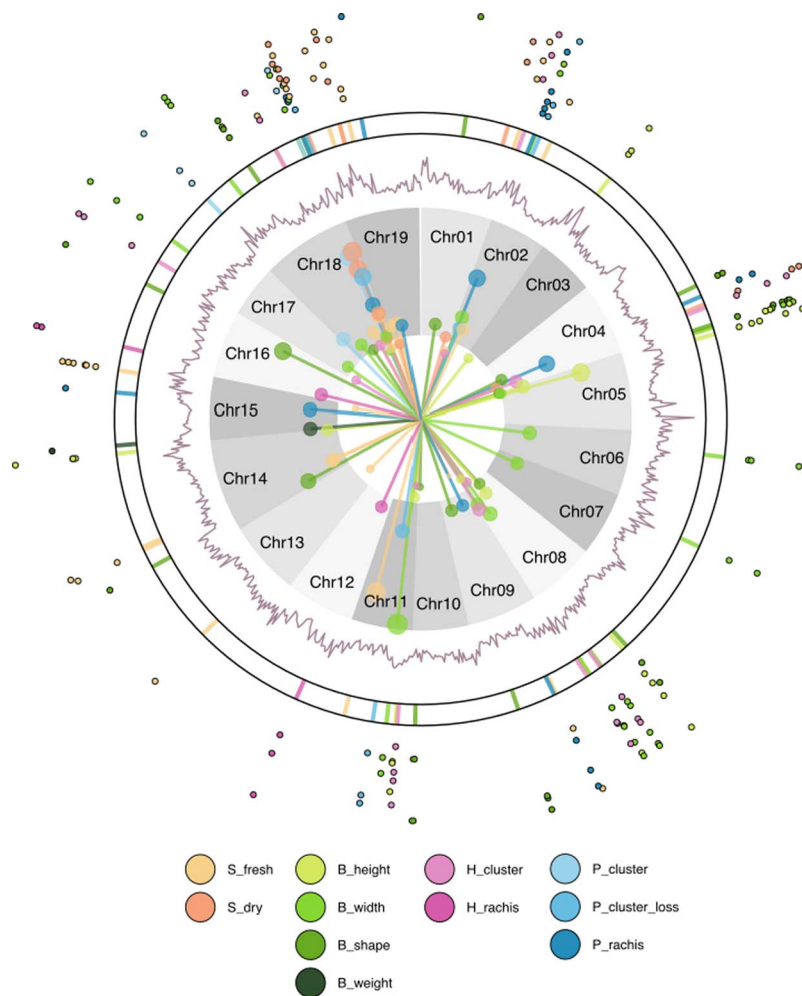 Chr19
Chr01
Chr18
Chr02
Chr03
Chr17
Chr04
Chr16
Chr05
Chr15
Chr06
Chr14
Chr07
Chr13
Chr08
Chr12
Chr11
Chr10
Chr09
S_fresh
B_height
H_cluster
P_cluster
S_dry
B_width
H_rachis
P_cluster_loss
B_shape
P_rachis
B_weight